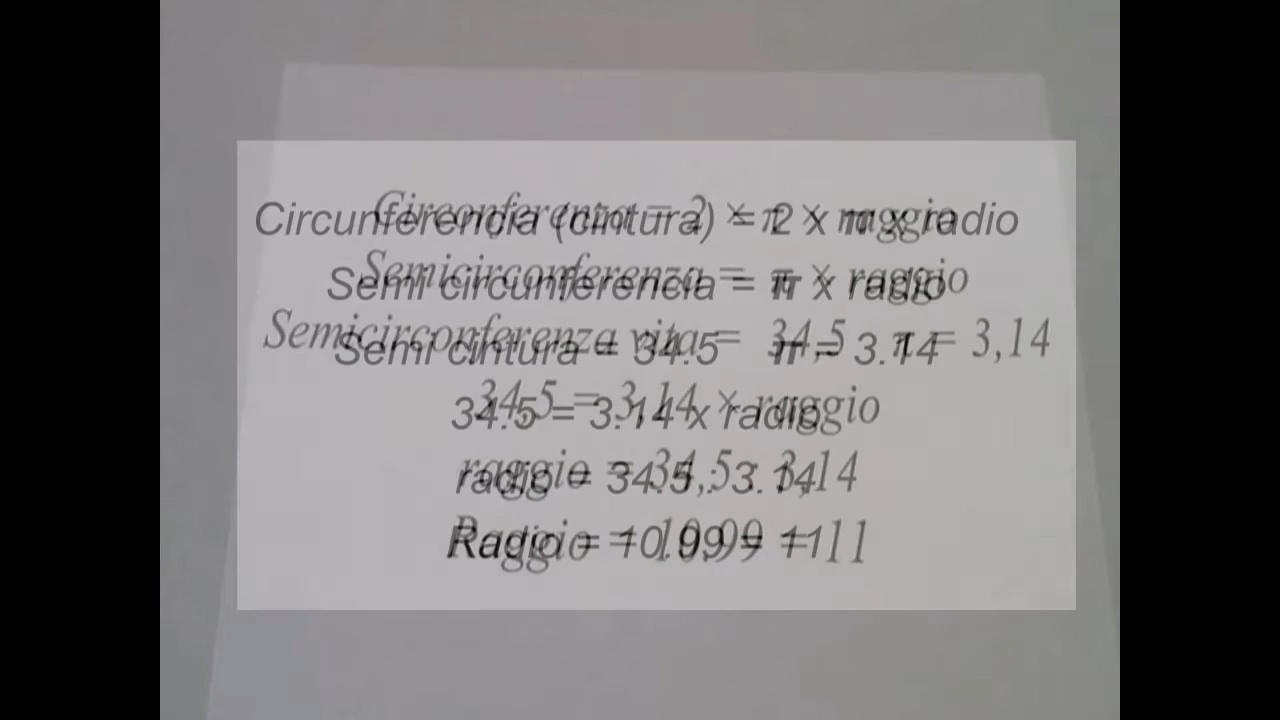 Circonferenza = 2 × π × raggio
Circunferencia (cintura) = 2 x π x radio
Semicirconferenza = π × raggio
Semi circunferencia = π x radio
Semicirconferenza vita = 34,5 π = 3,14
Semi cintura = 34.5 π = 3.14
34,5 = 3,14 × raggio
34.5 = 3.14 x radio
raggio = 34,5 : 3,14
radio = 34.5 : 3.14
Raggio = 10,99 = 11
Radio = 10.99 = 11